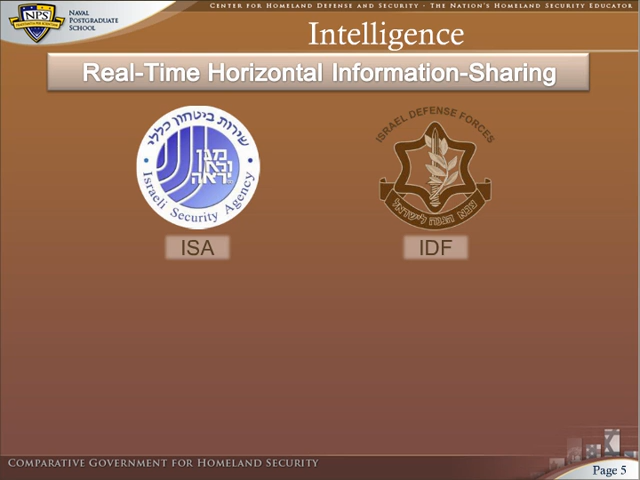 CENTER FOR HOMELAND DEFENSE AND SECURITY · THE NATION'S HOMELAND SECURITY EDUCATOR
NPS
NAVAL
POSTGRADUATE
SCHOOL
Intelligence
Real-Time Horizontal Information-Sharing
שירות ביטחון כללי
מגן
ולא
יראה
Israeli Security Agency
ISRAEL DEFENSE FORCES
צבא הגנה לישראל
ISA
IDF
COMPARATIVE GOVERNMENT FOR HOMELAND SECURITY
Page 5